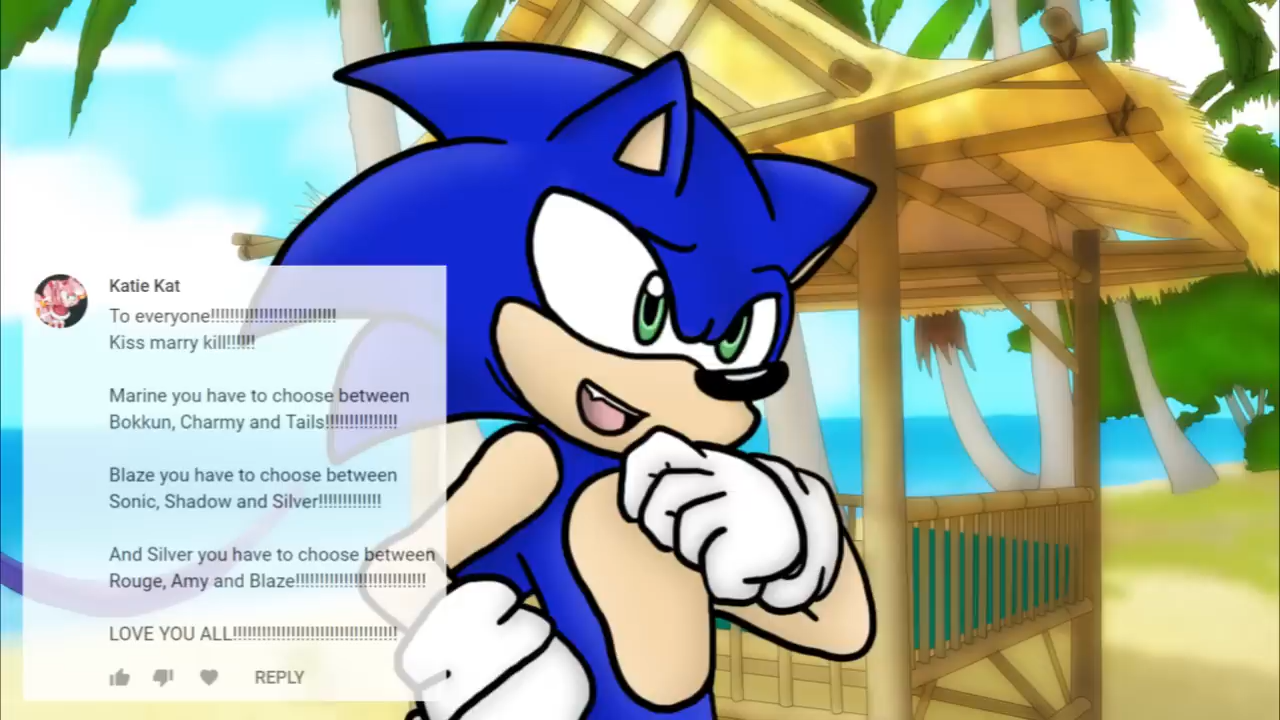 Katie Kat
To everyone!!!!!!!!!!!!!!!!!!!!!!!!!!
Kiss marry kill!!!!!!
Marine you have to choose between
Bokkun, Charmy and Tails!!!!!!!!!!!!!!!
Blaze you have to choose between
Sonic, Shadow and Silver!!!!!!!!!!!!!
And Silver you have to choose between
Rouge, Amy and Blaze!!!!!!!!!!!!!!!!!!!!!!!!!!!
LOVE YOU ALL!!!!!!!!!!!!!!!!!!!!!!!!!!!!!!!!!!
REPLY